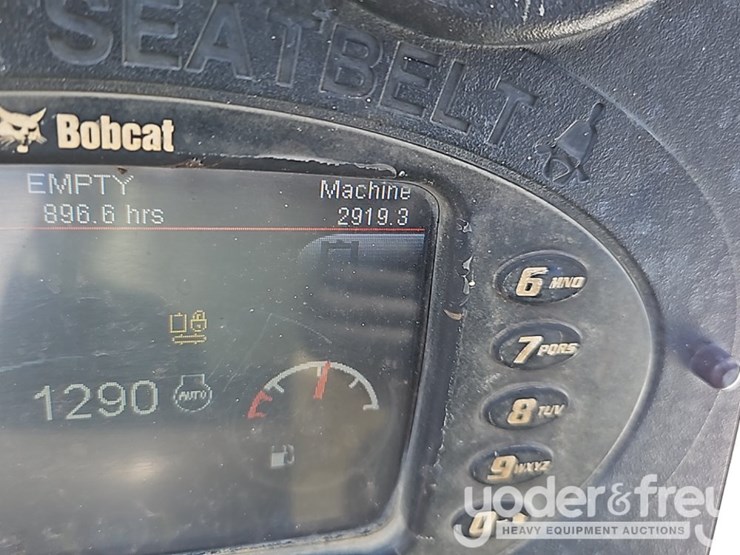 SEATBELT
Bobcat
EMPTY
Machine
896.6 hrs
2919.3
6 MNO
7 PQRS
1290
AUTO
8 TUV
9 WXYZ
0
yoder&frey
HEAVY EQUIPMENT AUCTIONS